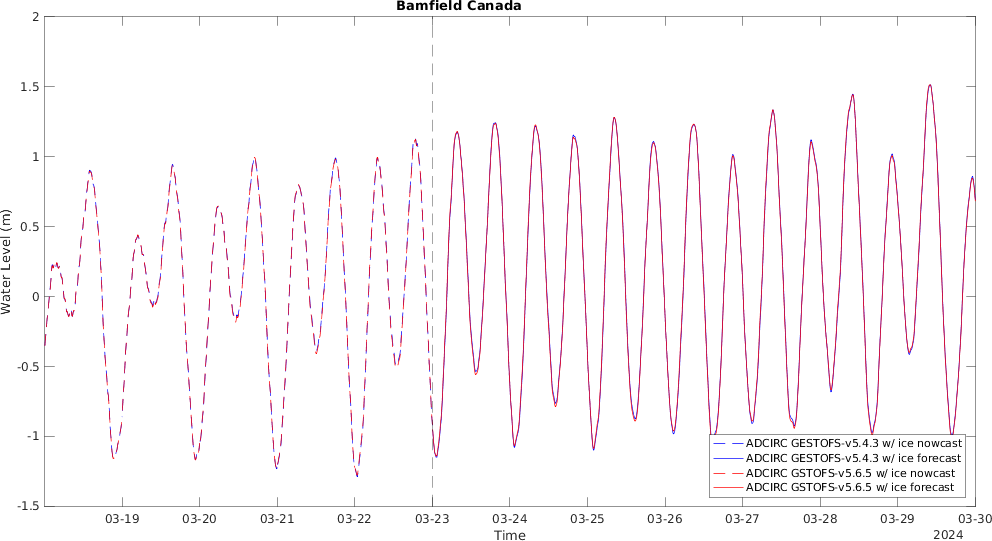 Bamfield Canada
2
1.5
1
0.5
0
-0.5
-1
-1.5
Water Level (m)
ADCIRC GESTOFS-v5.4.3 w/ ice nowcast
ADCIRC GESTOFS-v5.4.3 w/ ice forecast
ADCIRC GSTOFS-v5.6.5 w/ ice nowcast
ADCIRC GSTOFS-v5.6.5 w/ ice forecast
03-19 03-20 03-21 03-22 03-23 03-24 03-25 03-26 03-27 03-28 03-29 03-30
Time
2024